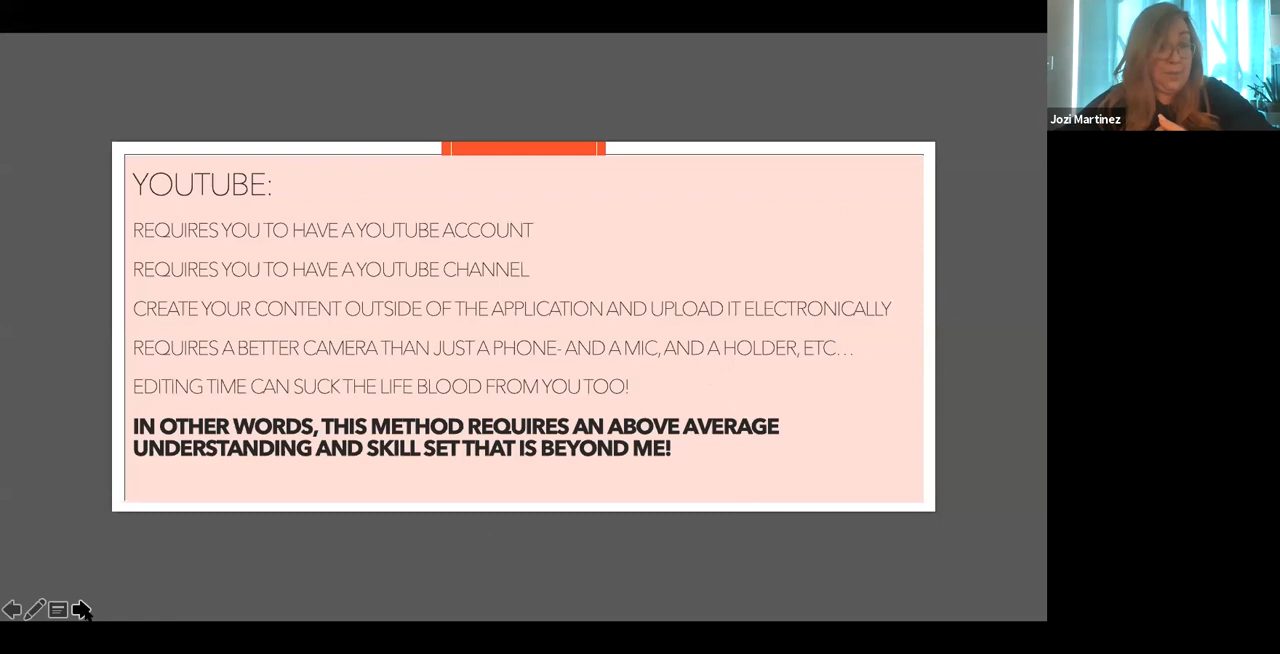 Jozi Martinez
YOUTUBE:
REQUIRES YOU TO HAVE A YOUTUBE ACCOUNT
REQUIRES YOU TO HAVE A YOUTUBE CHANNEL
CREATE YOUR CONTENT OUTSIDE OF THE APPLICATION AND UPLOAD IT ELECTRONICALLY
REQUIRES A BETTER CAMERA THAN JUST A PHONE- AND A MIC, AND A HOLDER, ETC…
EDITING TIME CAN SUCK THE LIFE BLOOD FROM YOU TOO!
IN OTHER WORDS, THIS METHOD REQUIRES AN ABOVE AVERAGE
UNDERSTANDING AND SKILL SET THAT IS BEYOND ME!